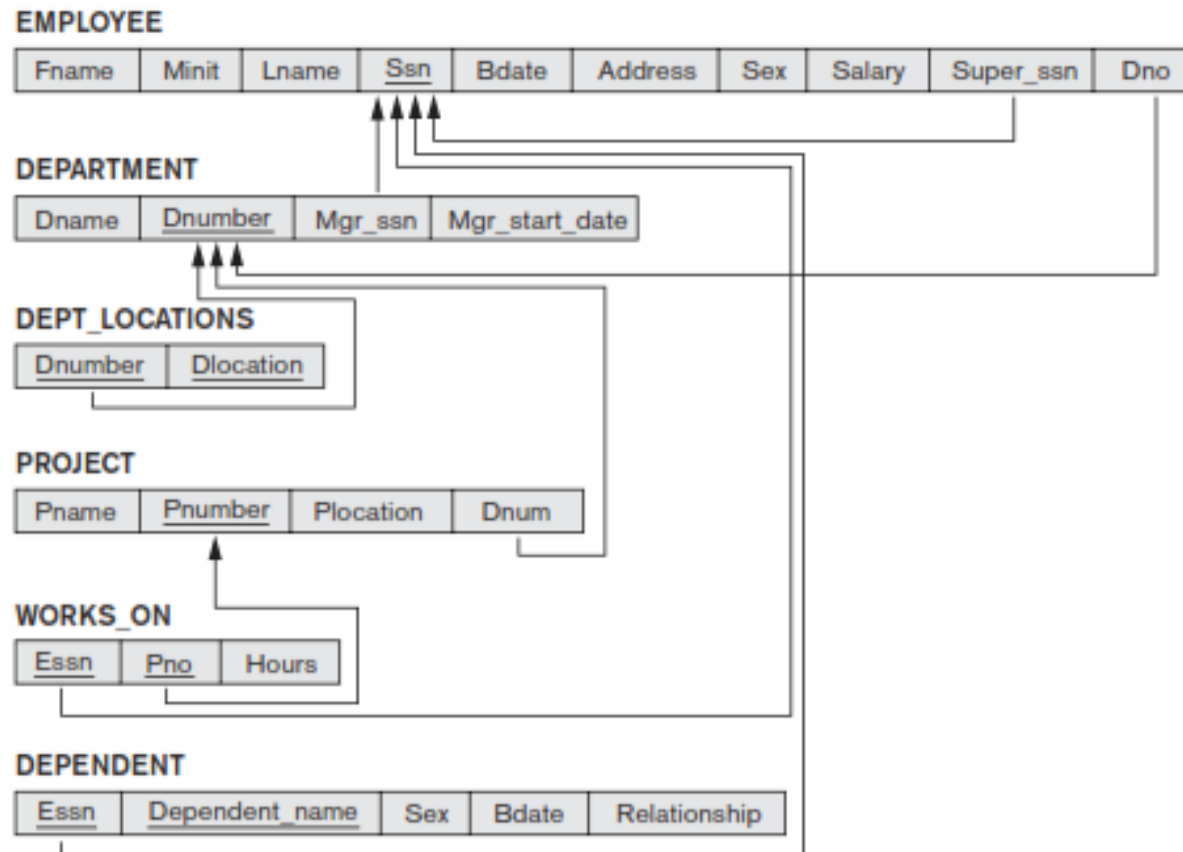 EMPLOYEE
Fname Minit Lname Ssn Bdate Address Sex Salary Super_ssn Dno
DEPARTMENT
Dname Dnumber Mgr_ssn Mgr_start_date
DEPT_LOCATIONS
Dnumber Dlocation
PROJECT
Pname Pnumber Plocation Dnum
WORKS_ON
Essn Pno Hours
DEPENDENT
Essn Dependent_name Sex Bdate Relationship